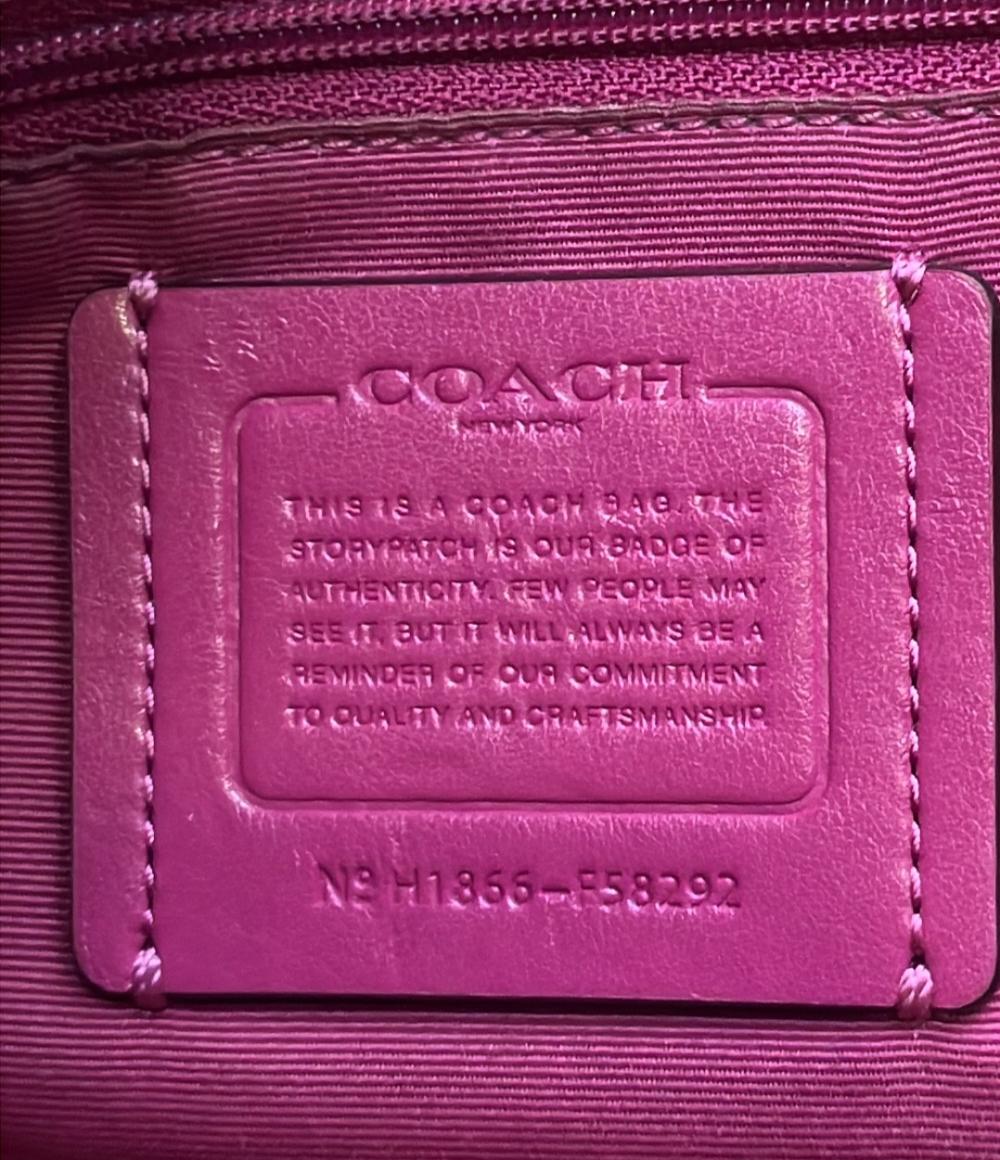 COACH
NEW YORK
THIS IS A COACH BAG. THE
STORYPATCH IS OUR BADGE OF
AUTHENTICITY. FEW PEOPLE MAY
SEE IT, BUT IT WILL ALWAYS BE A
REMINDER OF OUR COMMITMENT
TO QUALITY AND CRAFTSMANSHIP.
Nº H1866-F58292